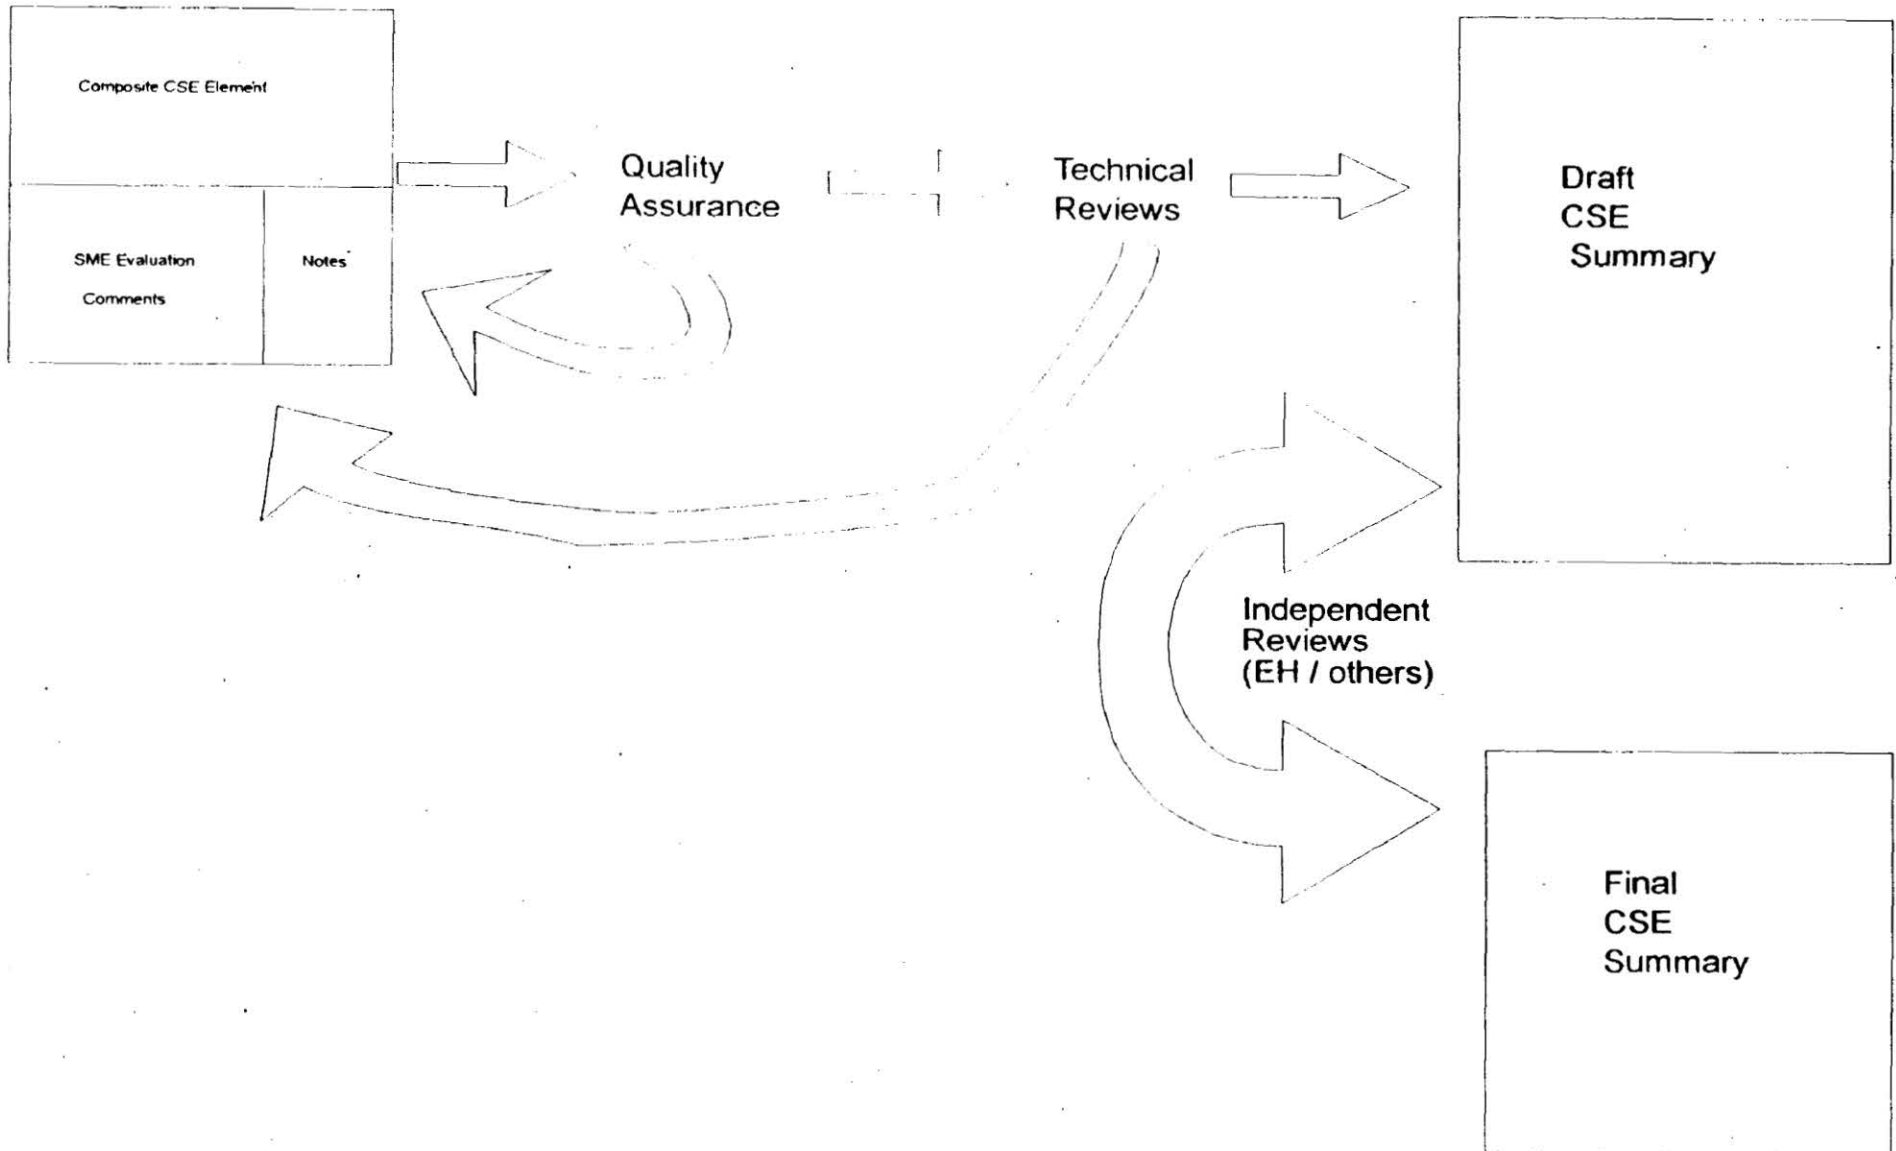 Composite CSE Element
SME Evaluation
Comments
Notes
Quality
Assurance
Technical
Reviews
Draft
CSE
Summary
Independent
Reviews
(EH / others)
Final
CSE
Summary